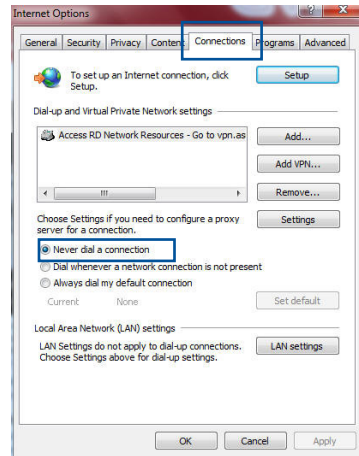 Internet Options
General Security Privacy Content Connections Programs Advanced
To set up an Internet connection, click
Setup.
Setup
Dial-up and Virtual Private Network settings
Access RD Network Resources - Go to vpn.as
Add...
Add VPN...
Remove...
Choose Settings if you need to configure a proxy
server for a connection.
Settings
Never dial a connection
Dial whenever a network connection is not present
Always dial my default connection
Current None
Set default
Local Area Network (LAN) settings
LAN Settings do not apply to dial-up connections.
Choose Settings above for dial-up settings.
LAN settings
OK Cancel Apply